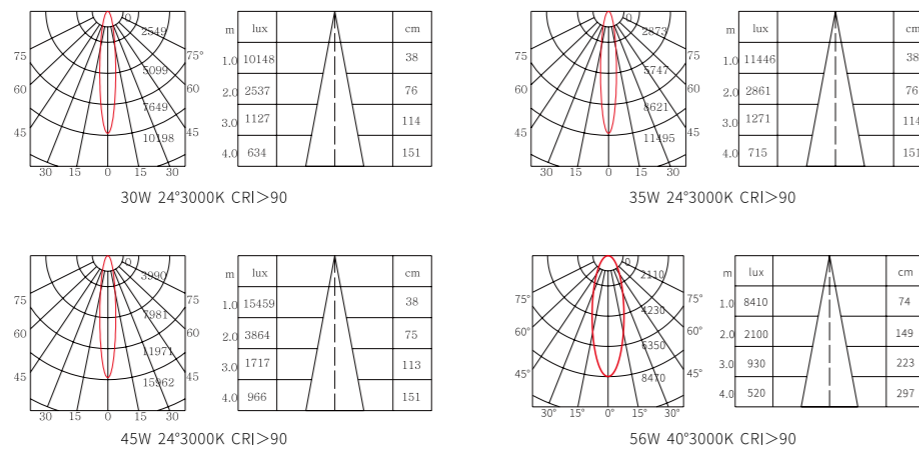 0
2549
5099
7649
10198
75
60
45
30 15 0 15 30
75°
60
45
m lux cm
1.0 10148 38
2.0 2537 76
3.0 1127 114
4.0 634 151
30W 24°3000K CRI>90
0
2873
5747
8621
11495
75
60
45
30 15 0 15 30
75°
60
45
m lux cm
1.0 11446 38
2.0 2861 76
3.0 1271 114
4.0 715 151
35W 24°3000K CRI>90
0
3990
7981
11971
15962
75
60
45
30 15 0 15 30
75
60
45
m lux cm
1.0 15459 38
2.0 3864 75
3.0 1717 113
4.0 966 151
45W 24°3000K CRI>90
0
2110
4230
6350
8470
75°
60°
45°
30° 15° 0° 15° 30°
75°
60°
45°
m lux cm
1.0 8410 74
2.0 2100 149
3.0 930 223
4.0 520 297
56W 40°3000K CRI>90